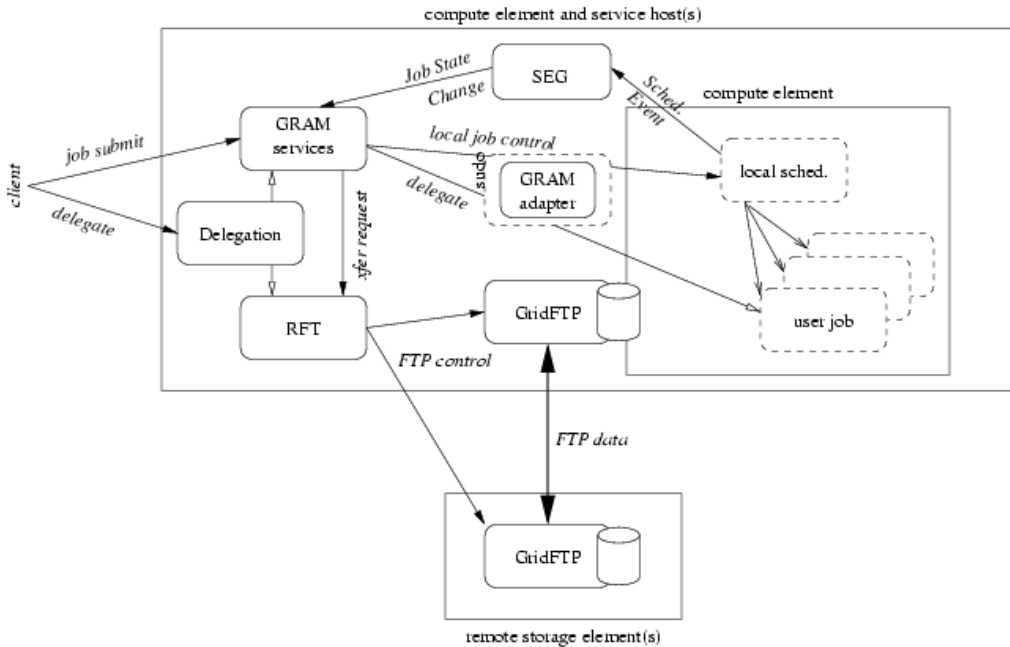 compute element and service host(s)
Job State
Change
SEG
Sched.
Event
compute element
client
job submit
delegate
GRAM
services
local job control
delegate
sudo
GRAM
adapter
local sched.
Delegation
xfer request
RFT
GridFTP
user job
FTP control
FTP data
GridFTP
remote storage element(s)